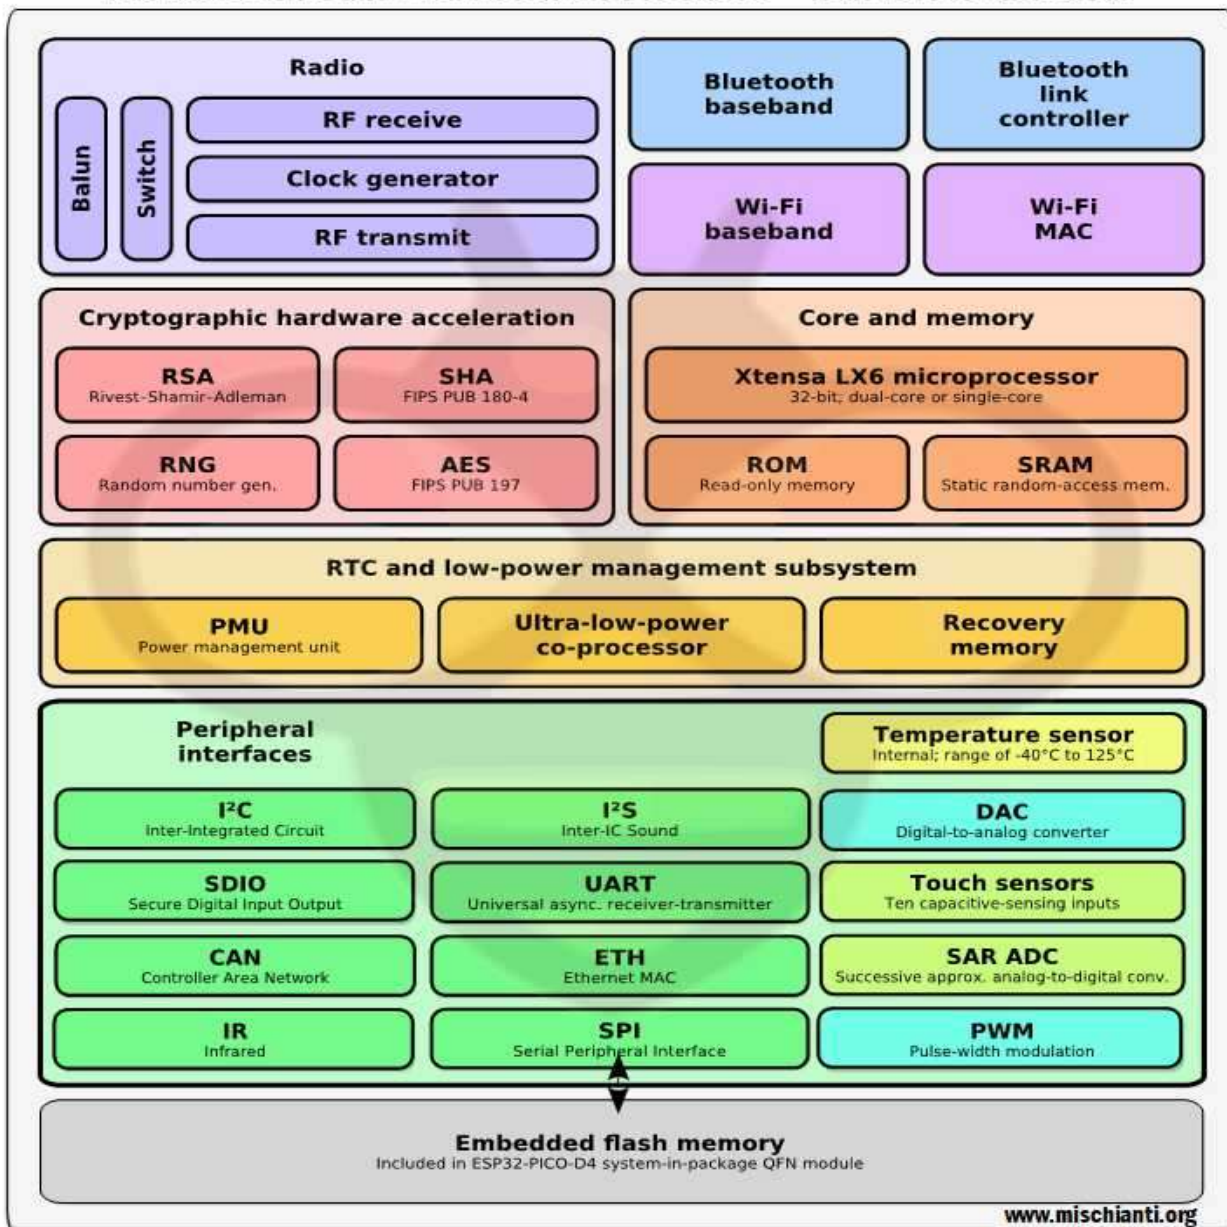 Radio
Balun
Switch
RF receive
Clock generator
RF transmit
Bluetooth
baseband
Bluetooth
link
controller
Wi-Fi
baseband
Wi-Fi
MAC
Cryptographic hardware acceleration
RSA
Rivest-Shamir-Adleman
SHA
FIPS PUB 180-4
RNG
Random number gen.
AES
FIPS PUB 197
Core and memory
Xtensa LX6 microprocessor
32-bit; dual-core or single-core
ROM
Read-only memory
SRAM
Static random-access mem.
RTC and low-power management subsystem
PMU
Power management unit
Ultra-low-power
co-processor
Recovery
memory
Peripheral
interfaces
Temperature sensor
Internal; range of -40°C to 125°C
I²C
Inter-Integrated Circuit
I²S
Inter-IC Sound
DAC
Digital-to-analog converter
SDIO
Secure Digital Input Output
UART
Universal async. receiver-transmitter
Touch sensors
Ten capacitive-sensing inputs
CAN
Controller Area Network
ETH
Ethernet MAC
SAR ADC
Successive approx. analog-to-digital conv.
IR
Infrared
SPI
Serial Peripheral Interface
PWM
Pulse-width modulation
Embedded flash memory
Included in ESP32-PICO-D4 system-in-package QFN module
www.mischianti.org